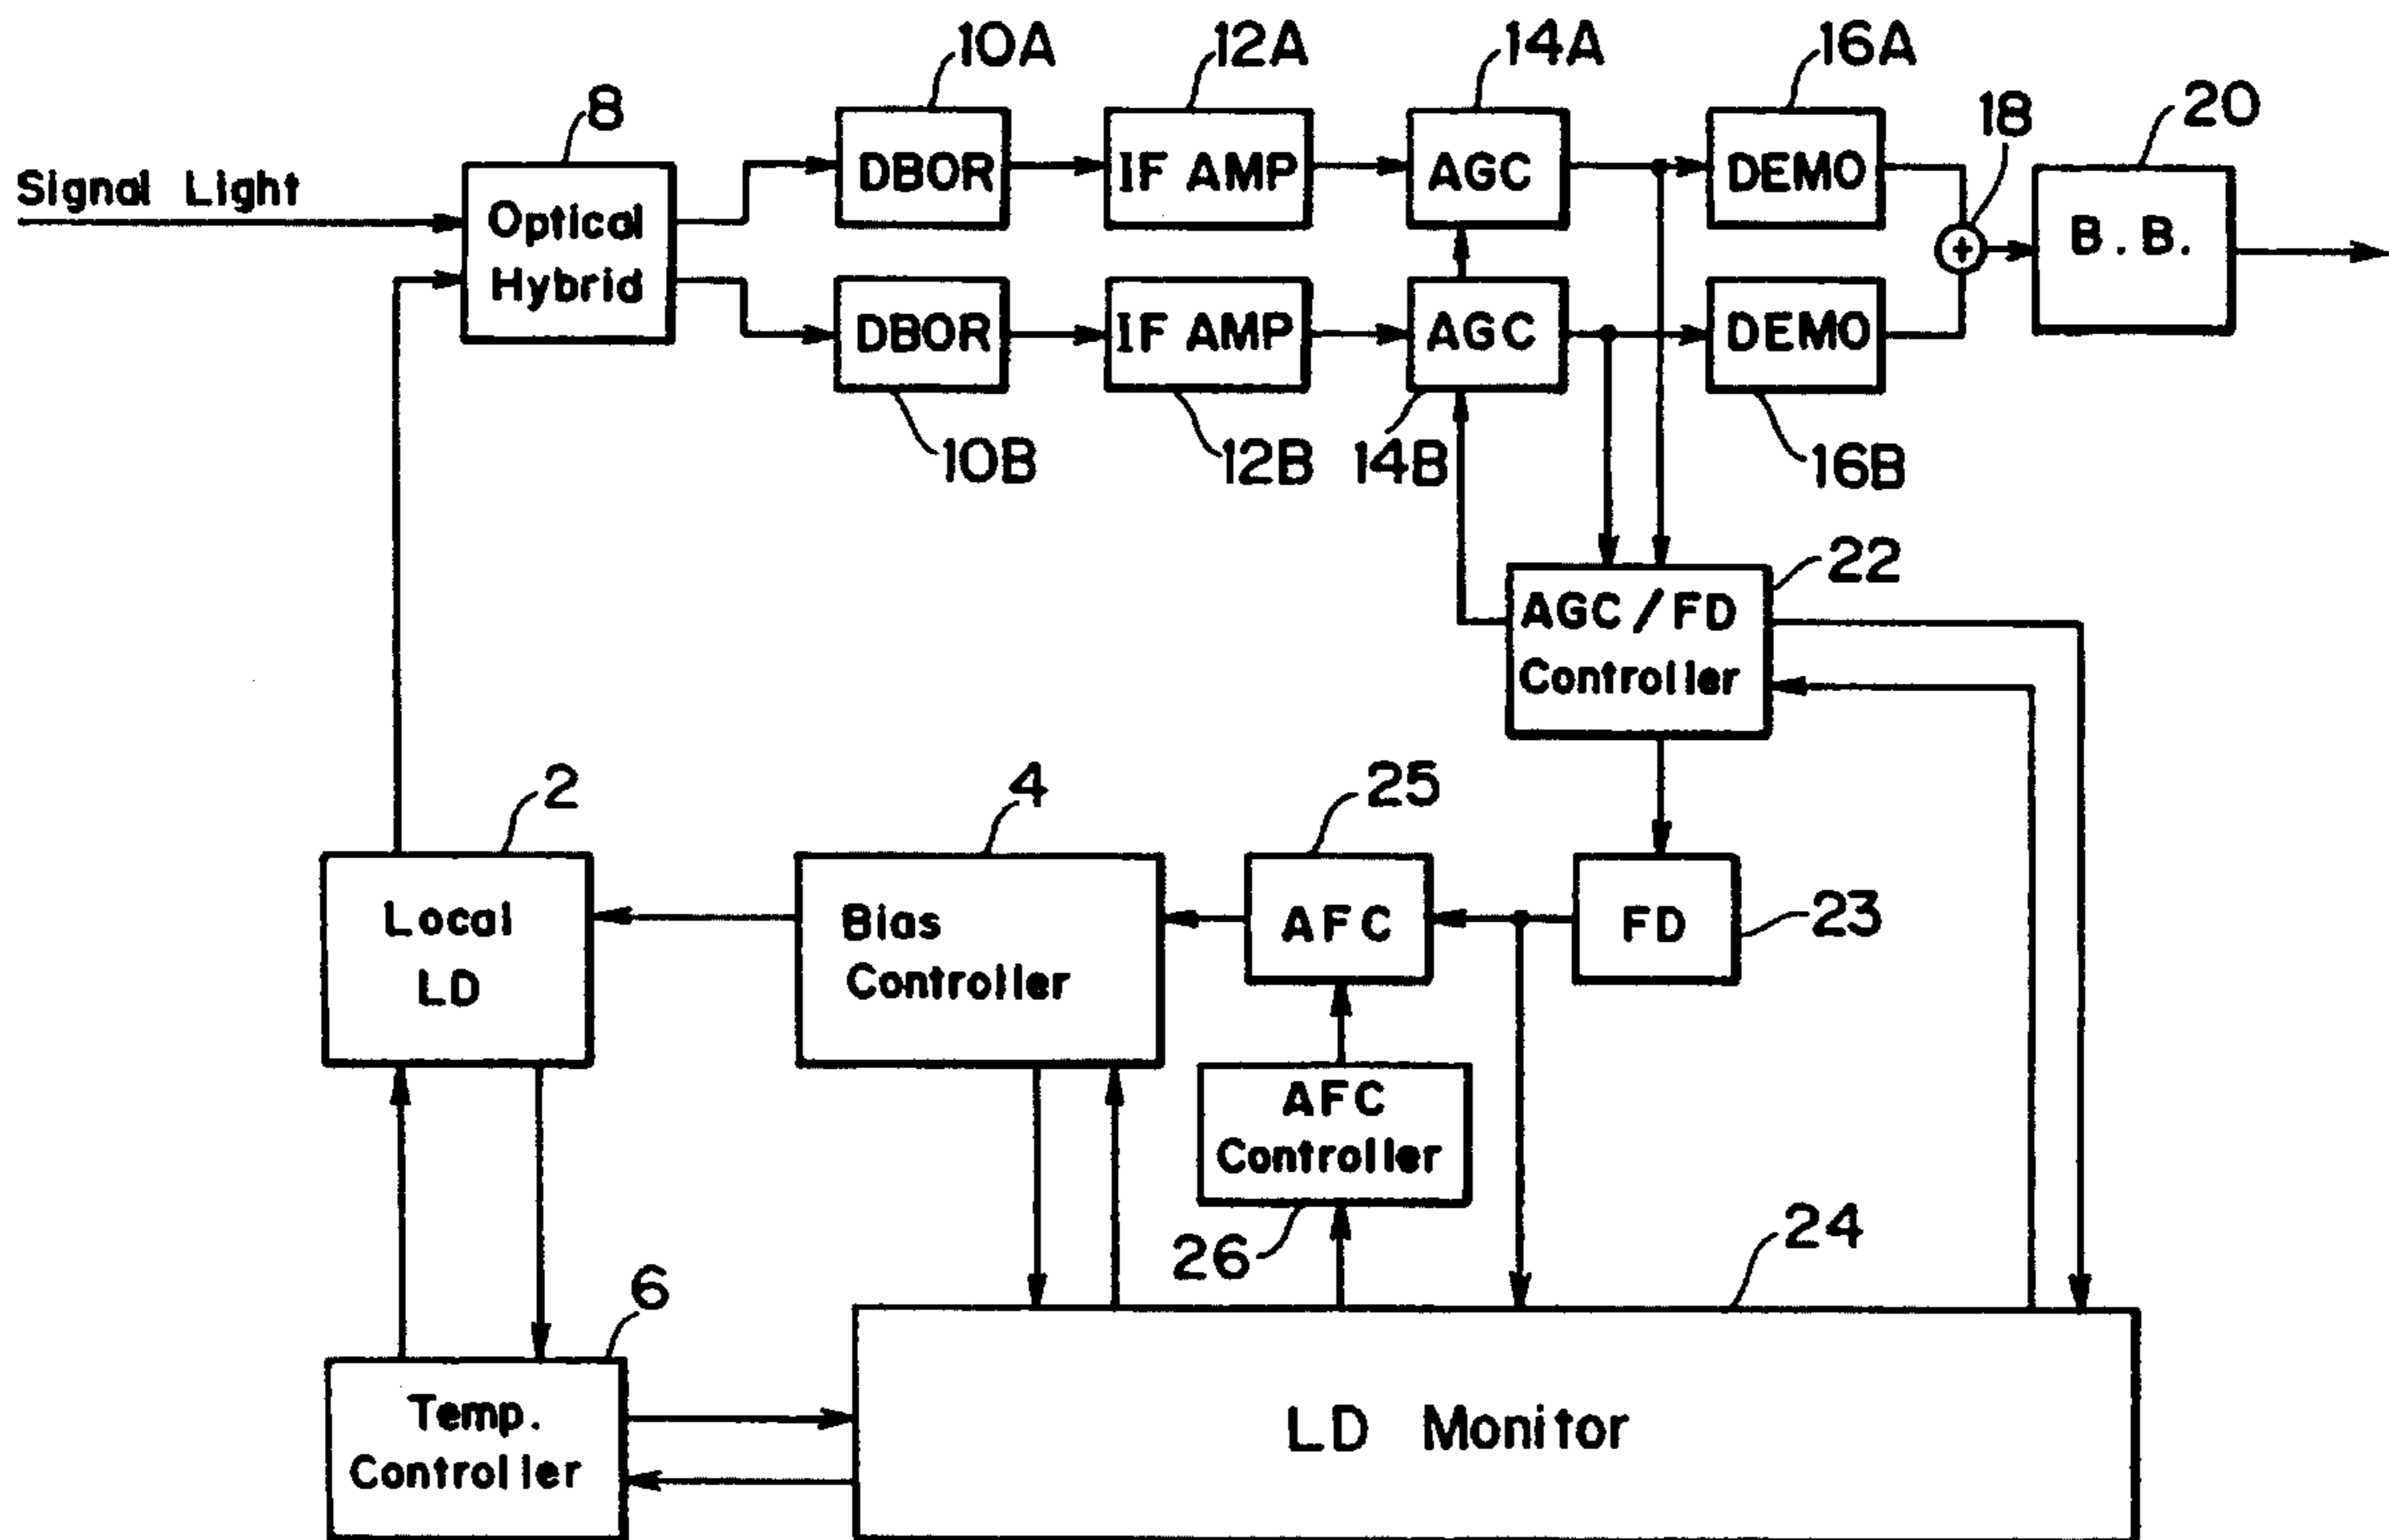 10A
12A
14A
16A
8
18
20
Signal Light
Optical
Hybrid
DBOR
IF AMP
AGC
DEMO
+
B.B.
DBOR
IF AMP
AGC
DEMO
10B
12B
14B
16B
22
AGC/FD
Controller
2
4
25
Local
LD
Bias
Controller
AFC
FD
23
AFC
Controller
26
24
6
Temp.
Controller
LD Monitor